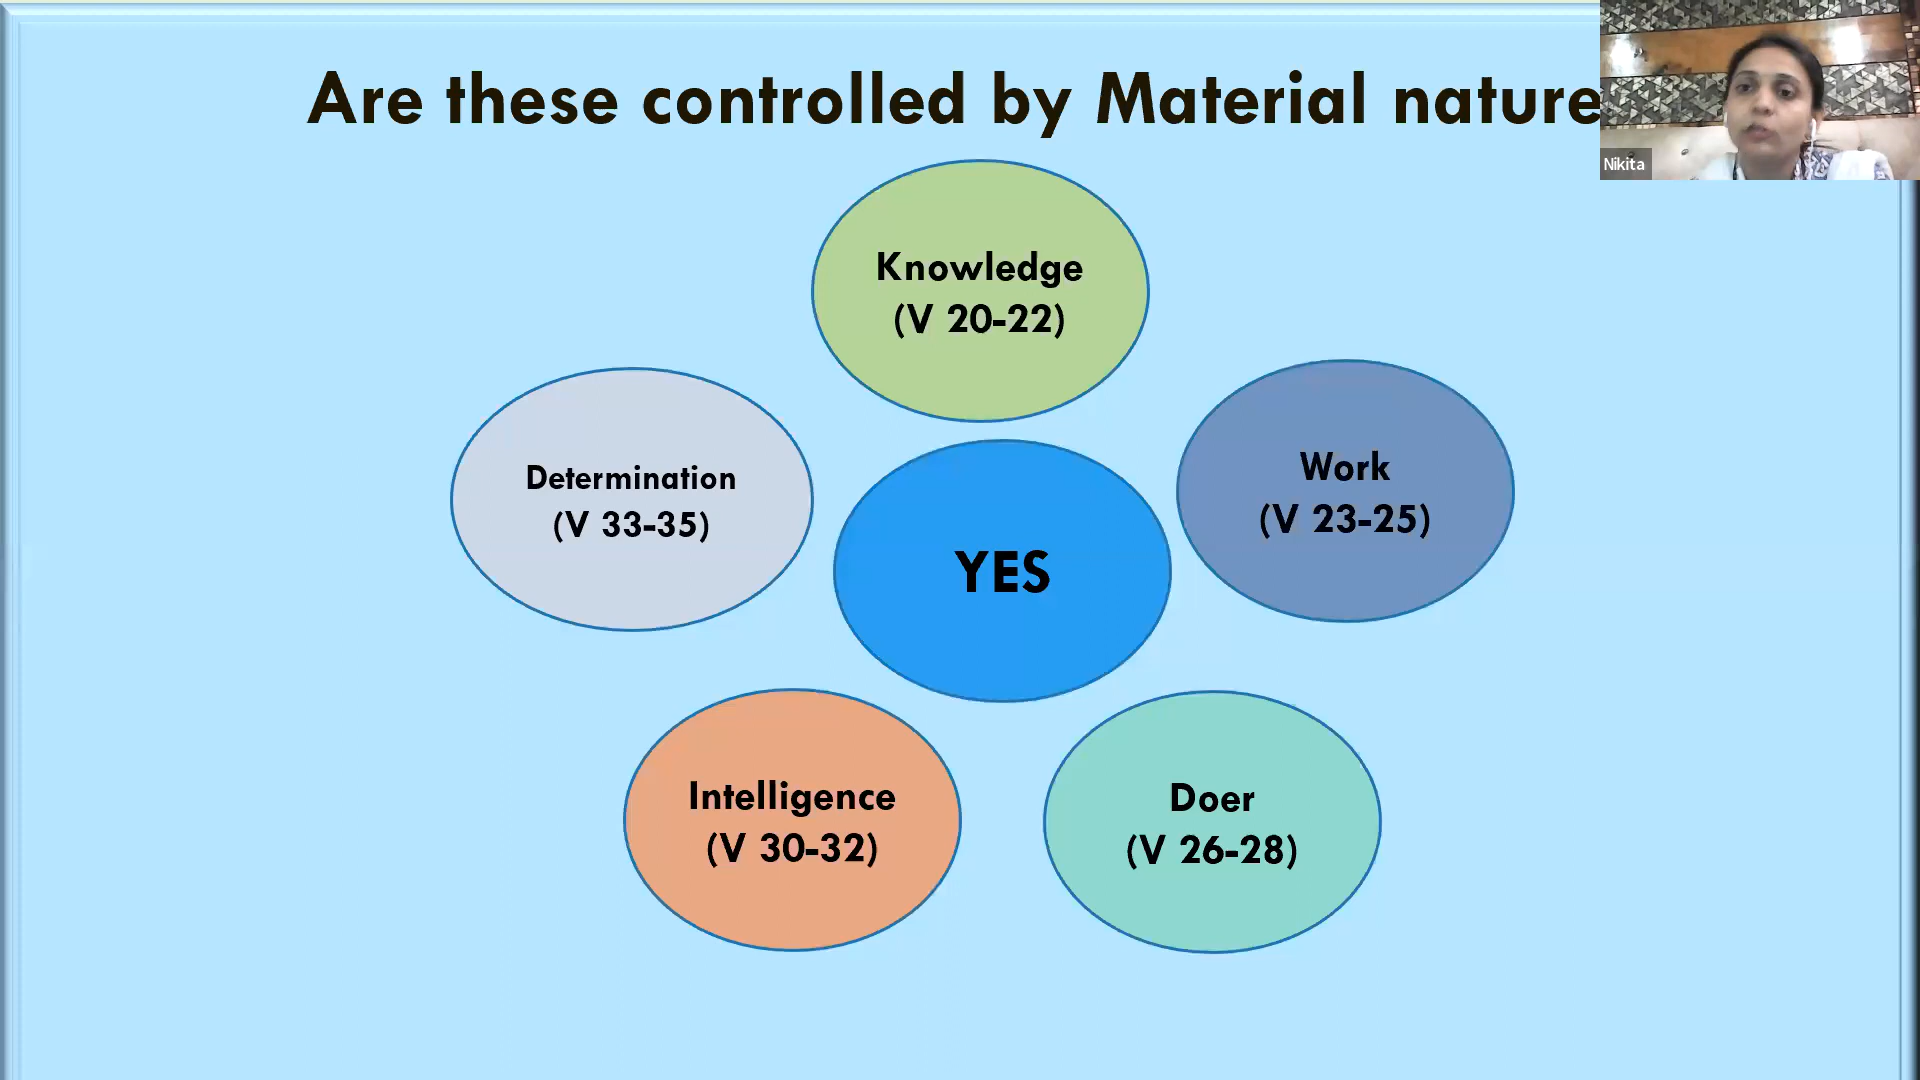 Are these controlled by Material nature
Nikita
Knowledge
(V 20-22)
Determination
(V 33-35)
Work
(V 23-25)
YES
Intelligence
(V 30-32)
Doer
(V 26-28)